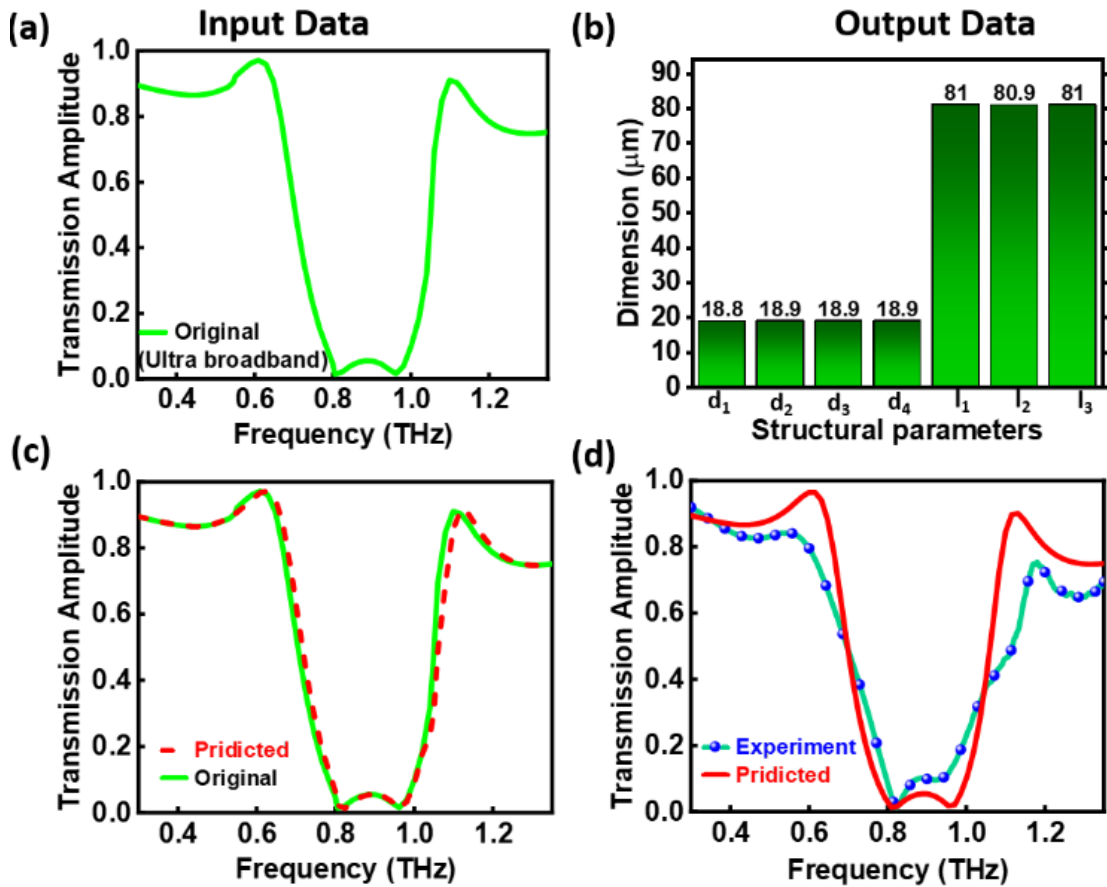 (a) Input Data
Transmission Amplitude
1.0
0.8
0.6
0.4
0.2
0.0
Original
(Ultra broadband)
0.4 0.6 0.8 1.0 1.2
Frequency (THz)
(b) Output Data
Dimension (μm)
90
80
70
60
50
40
30
20
10
0
18.8 18.9 18.9 18.9 81 80.9 81
d₁ d₂ d₃ d₄ l₁ l₂ l₃
Structural parameters
(c)
Transmission Amplitude
1.0
0.8
0.6
0.4
0.2
0.0
Pridicted
Original
0.4 0.6 0.8 1.0 1.2
Frequency (THz)
(d)
Transmission Amplitude
1.0
0.8
0.6
0.4
0.2
0.0
Experiment
Pridicted
0.4 0.6 0.8 1.0 1.2
Frequency (THz)